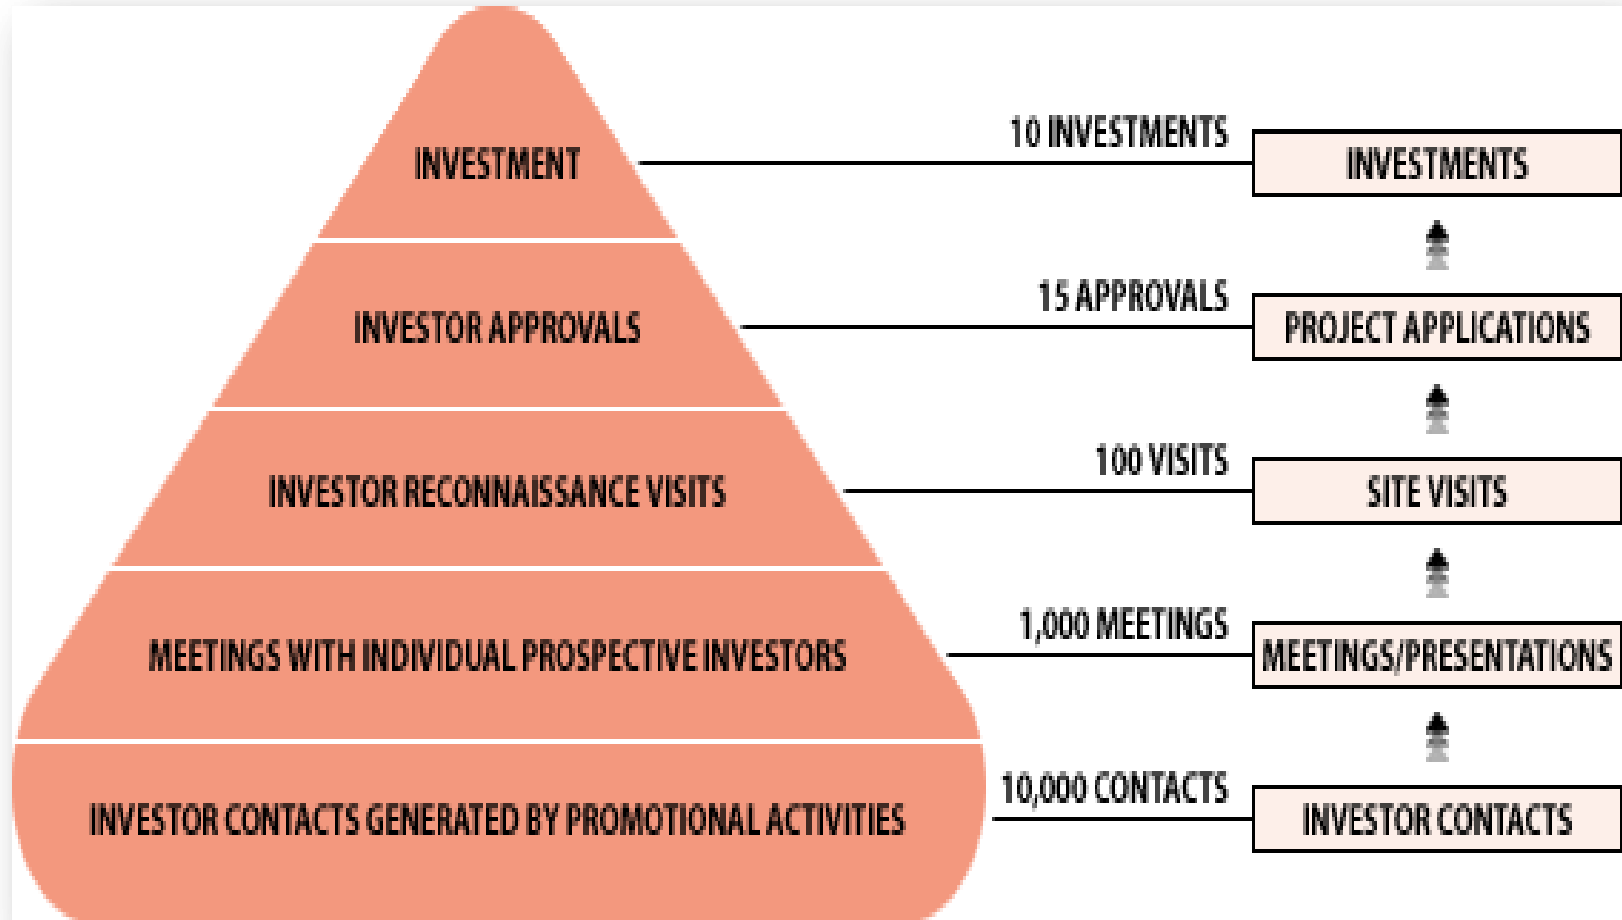 INVESTMENT
10 INVESTMENTS
INVESTMENTS
INVESTOR APPROVALS
15 APPROVALS
PROJECT APPLICATIONS
INVESTOR RECONNAISSANCE VISITS
100 VISITS
SITE VISITS
MEETINGS WITH INDIVIDUAL PROSPECTIVE INVESTORS
1,000 MEETINGS
MEETINGS/PRESENTATIONS
INVESTOR CONTACTS GENERATED BY PROMOTIONAL ACTIVITIES
10,000 CONTACTS
INVESTOR CONTACTS